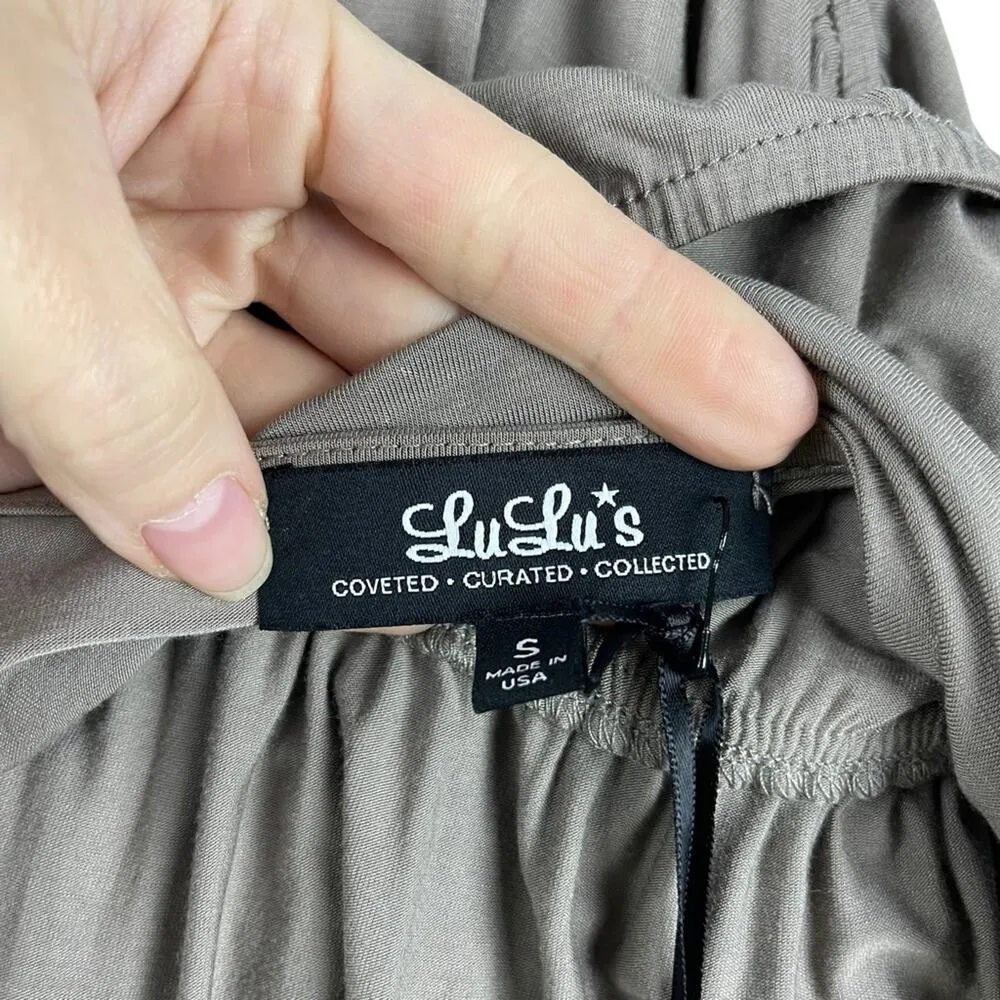 LuLu*s
COVETED • CURATED • COLLECTED
S
MADE IN
USA